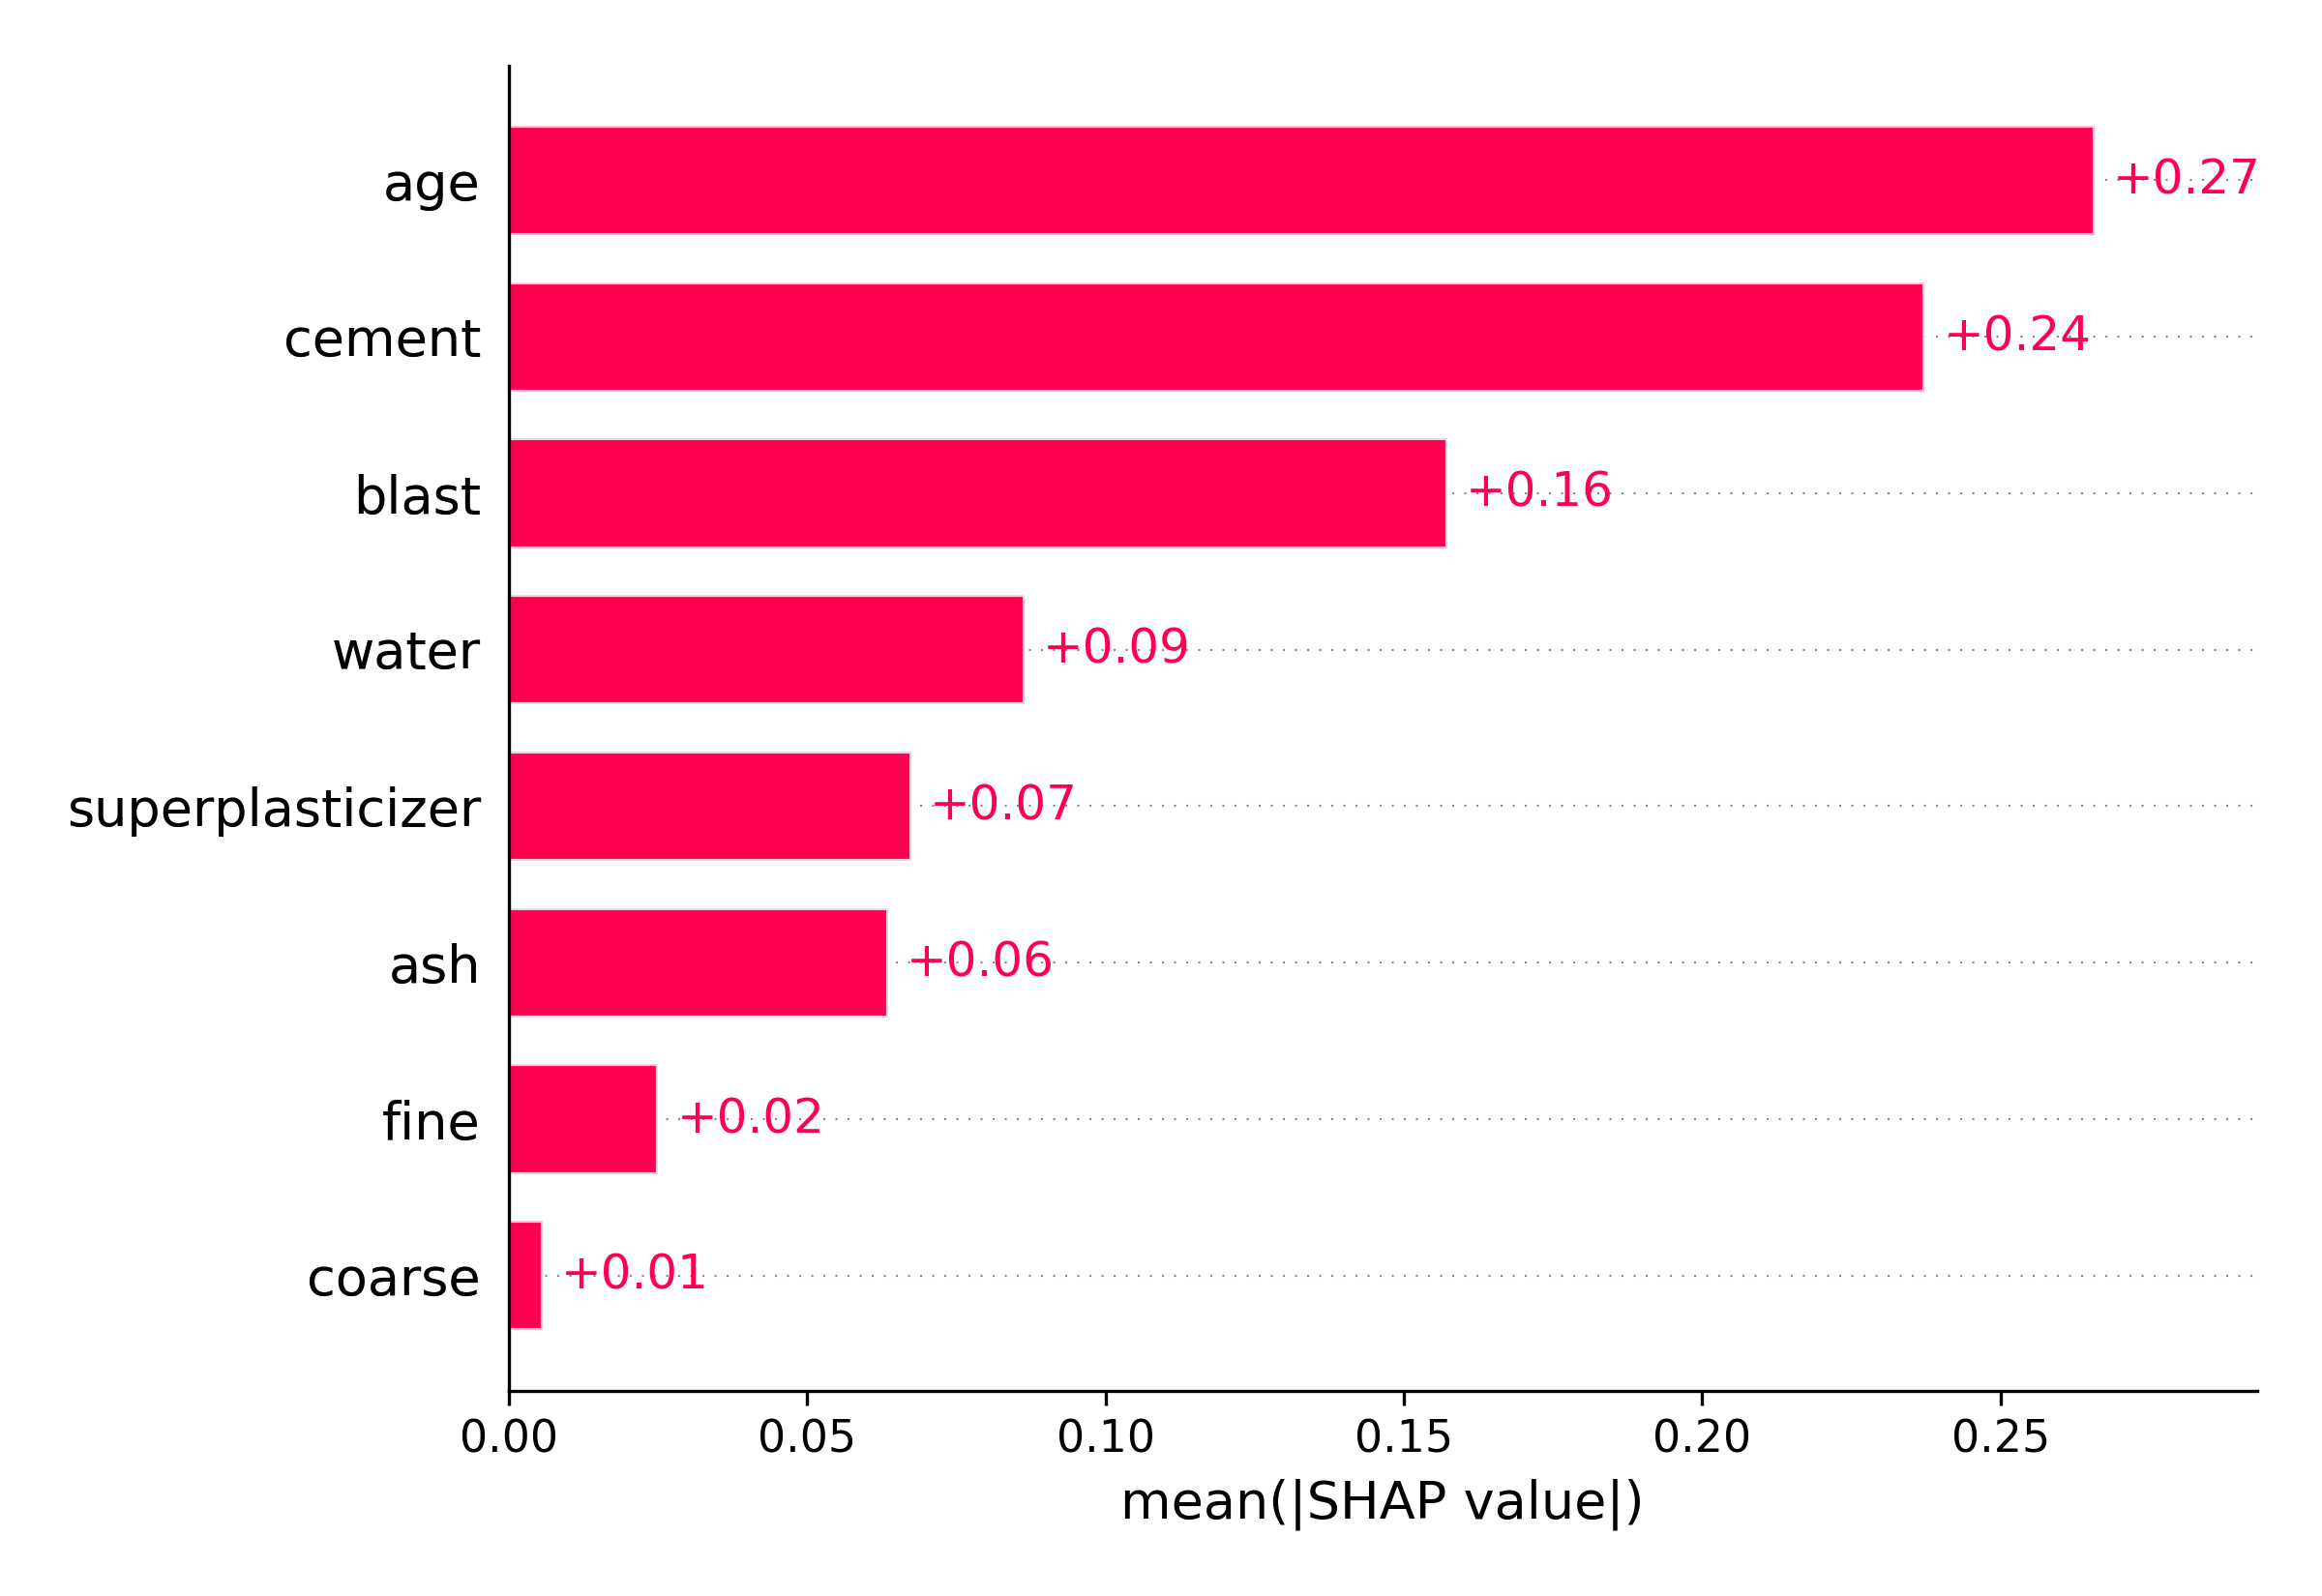 age +0.27
cement +0.24
blast +0.16
water +0.09
superplasticizer +0.07
ash +0.06
fine +0.02
coarse +0.01
0.00 0.05 0.10 0.15 0.20 0.25
mean(|SHAP value|)